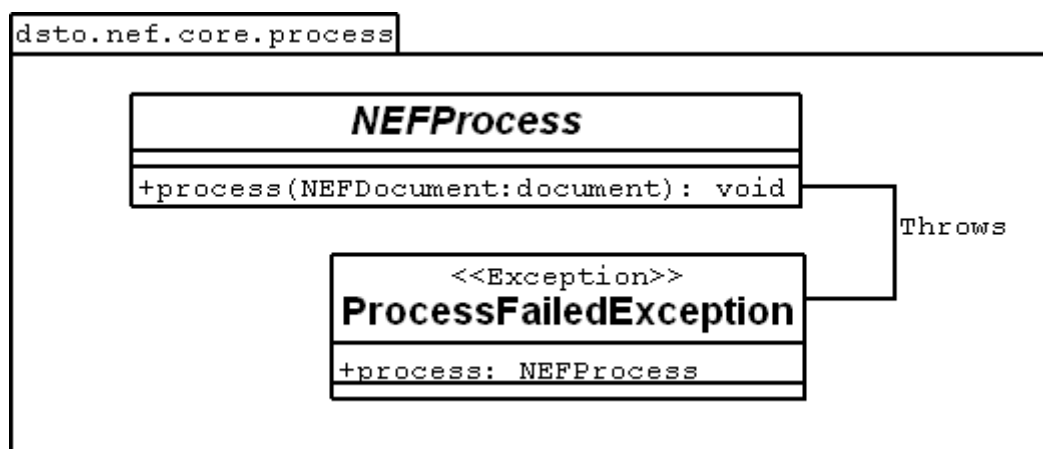 dsto.nef.core.process
NEFProcess
+process(NEFDocument:document): void
Throws
<<Exception>>
ProcessFailedException
+process: NEFProcess